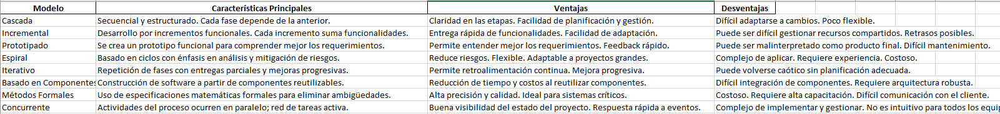 Modelo Características Principales Ventajas Desventajas
Cascada Secuencial y estructurado. Cada fase depende de la anterior. Claridad en las etapas. Facilidad de planificación y gestión. Difícil adaptarse a cambios. Poco flexible.
Incremental Desarrollo por incrementos funcionales. Cada incremento suma funcionalidades. Entrega rápida de funcionalidades. Facilidad de adaptación. Puede ser difícil gestionar recursos compartidos. Retrasos posibles.
Prototipado Se crea un prototipo funcional para comprender mejor los requerimientos. Permite entender mejor los requerimientos. Feedback rápido. Puede ser malinterpretado como producto final. Difícil mantenimiento.
Espiral Basado en ciclos con énfasis en análisis y mitigación de riesgos. Reduce riesgos. Flexible. Adaptable a proyectos grandes. Complejo de aplicar. Requiere experiencia. Costoso.
Iterativo Repetición de fases con entregas parciales y mejoras progresivas. Permite retroalimentación continua. Mejora progresiva. Puede volverse caótico sin planificación adecuada.
Basado en Componentes Construcción de software a partir de componentes reutilizables. Reducción de tiempo y costos al reutilizar componentes. Difícil integración de componentes. Requiere arquitectura robusta.
Métodos Formales Uso de especificaciones matemáticas formales para eliminar ambigüedades. Alta precisión y calidad. Ideal para sistemas críticos. Costoso. Requiere alta capacitación. Difícil comunicación con el cliente.
Concurrente Actividades del proceso ocurren en paralelo; red de tareas activa. Buena visibilidad del estado del proyecto. Respuesta rápida a eventos. Complejo de implementar y gestionar. No es intuitivo para todos los equip